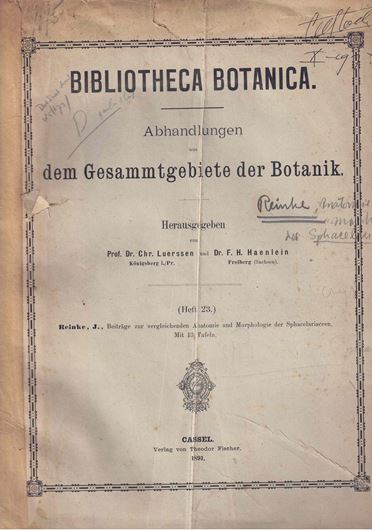 BIBLIOTHECA BOTANICA.
Abhandlungen
aus
dem Gesammtgebiete der Botanik.
Reinke,
der
Herausgegeben
von
Prof. Dr. Chr. Luerssen und Dr. F. H. Haenlein
Königsberg i./Pr. Freiberg (Sachsen).
(Heft 23.)
Reinke, J., Beiträge zur vergleichenden Anatomie und Morphologie der Sphacelariaceen.
Mit 13 Tafeln.
CASSEL.
Verlag von Theodor Fischer.
1891.